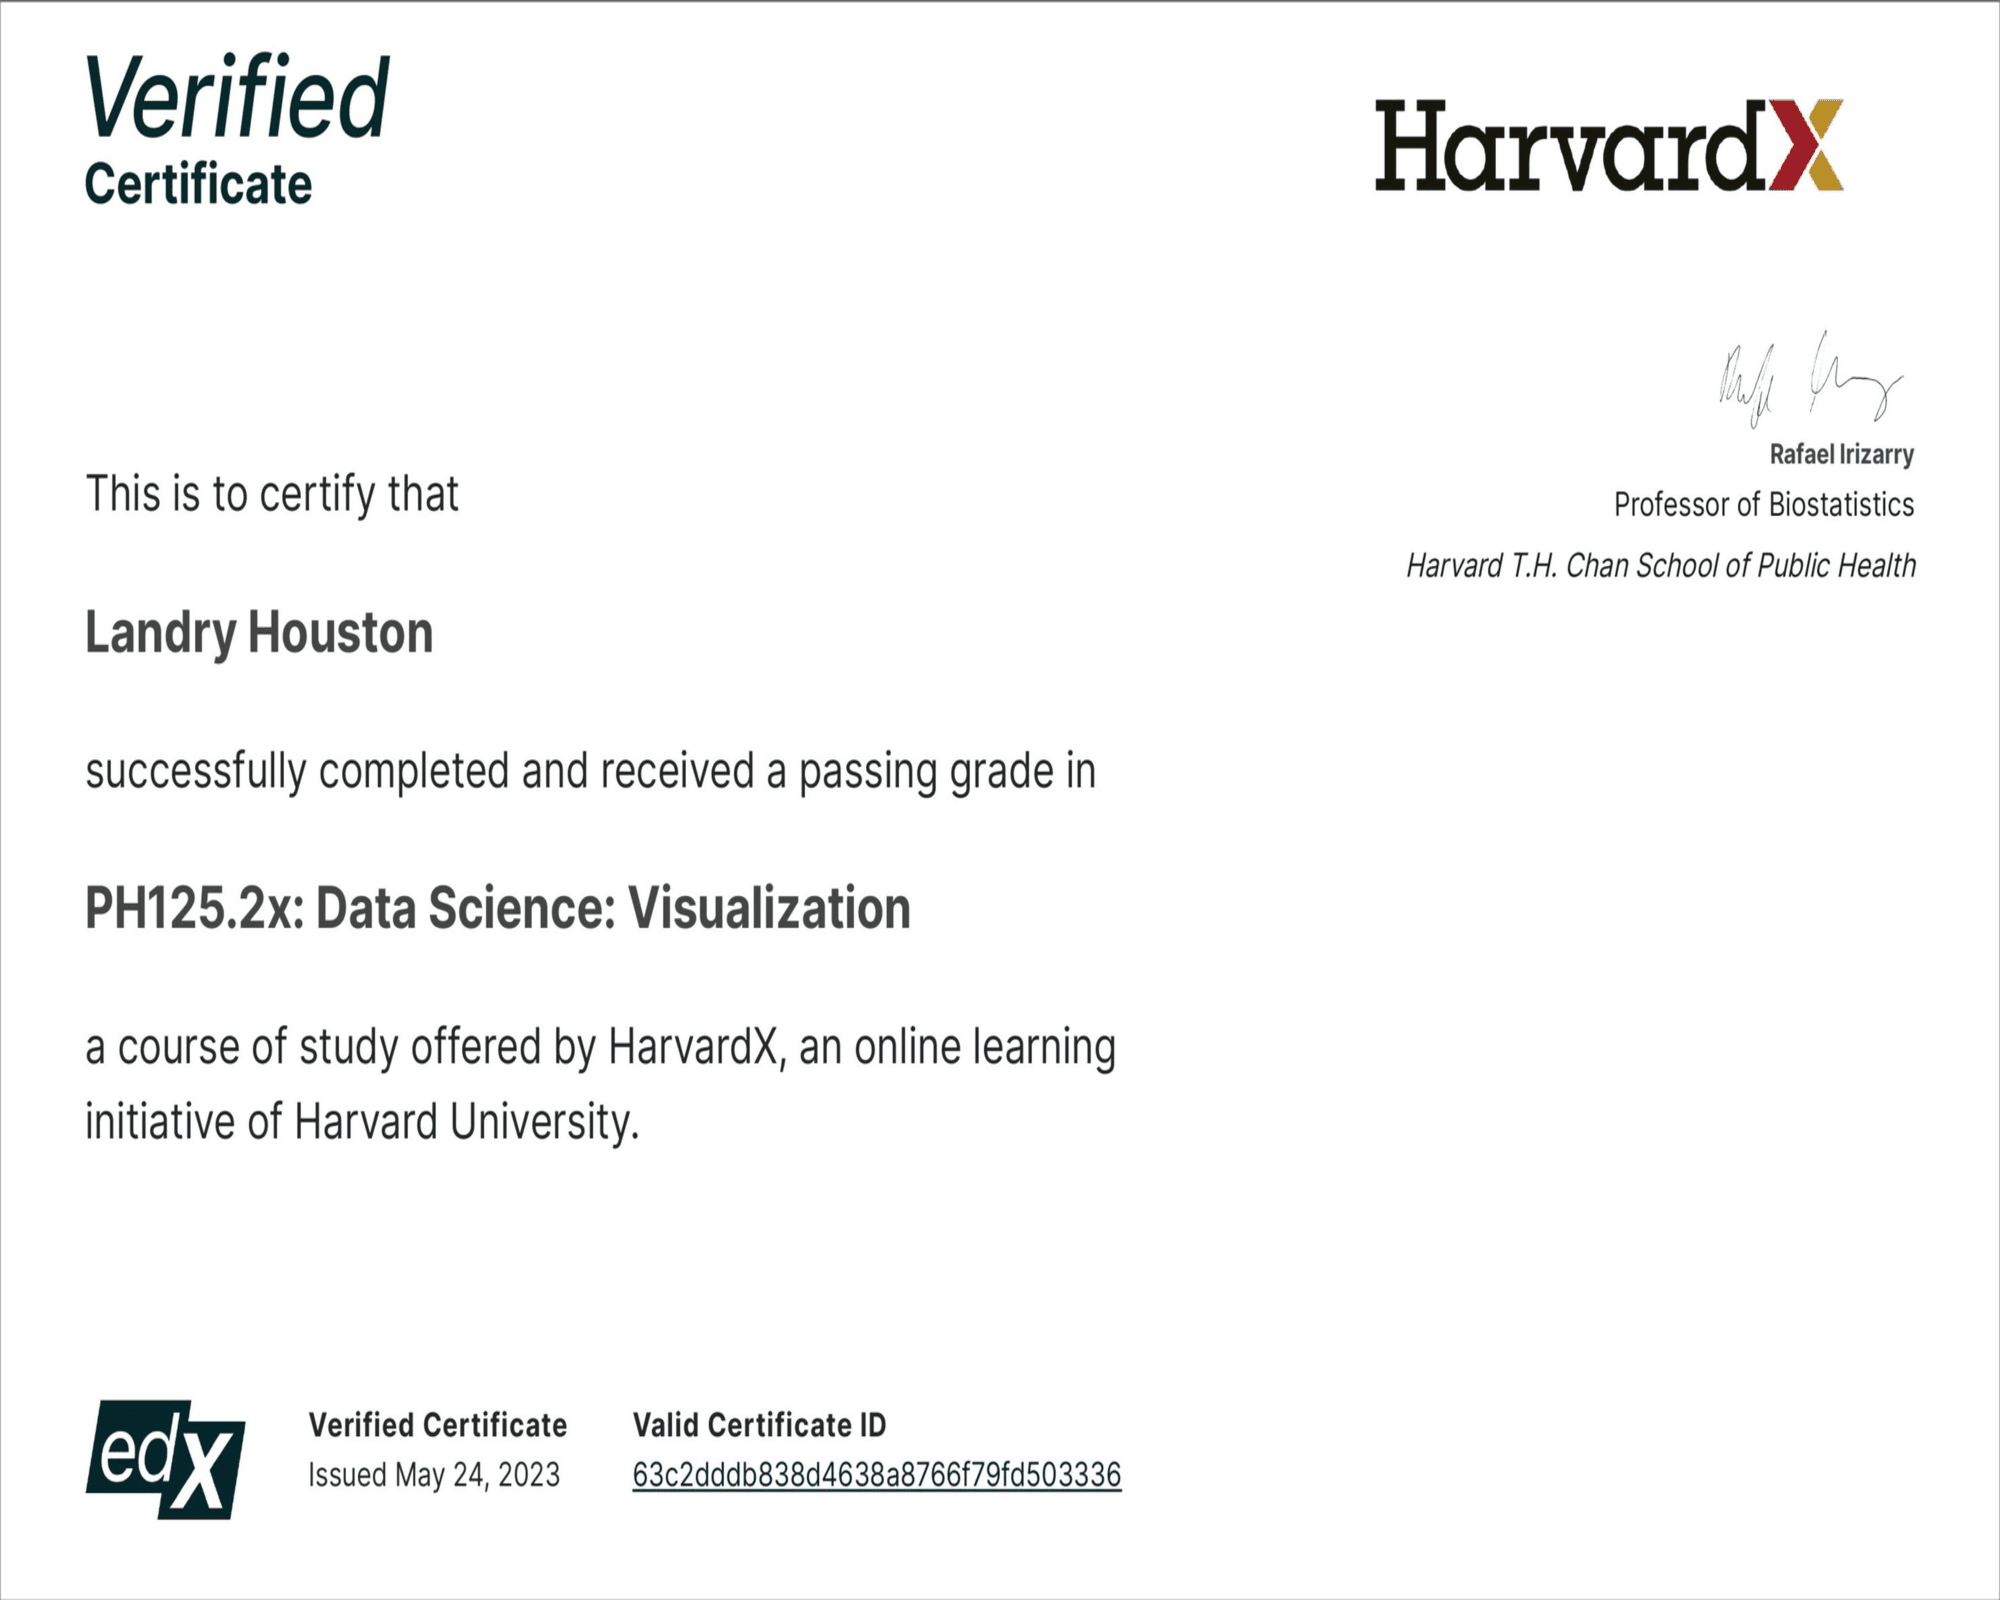 Verified
Certificate
HarvardX
Rafael Irizarry
Professor of Biostatistics
Harvard T.H. Chan School of Public Health
This is to certify that
Landry Houston
successfully completed and received a passing grade in
PH125.2x: Data Science: Visualization
a course of study offered by HarvardX, an online learning
initiative of Harvard University.
edX
Verified Certificate
Issued May 24, 2023
Valid Certificate ID
63c2dddb838d4638a8766f79fd503336